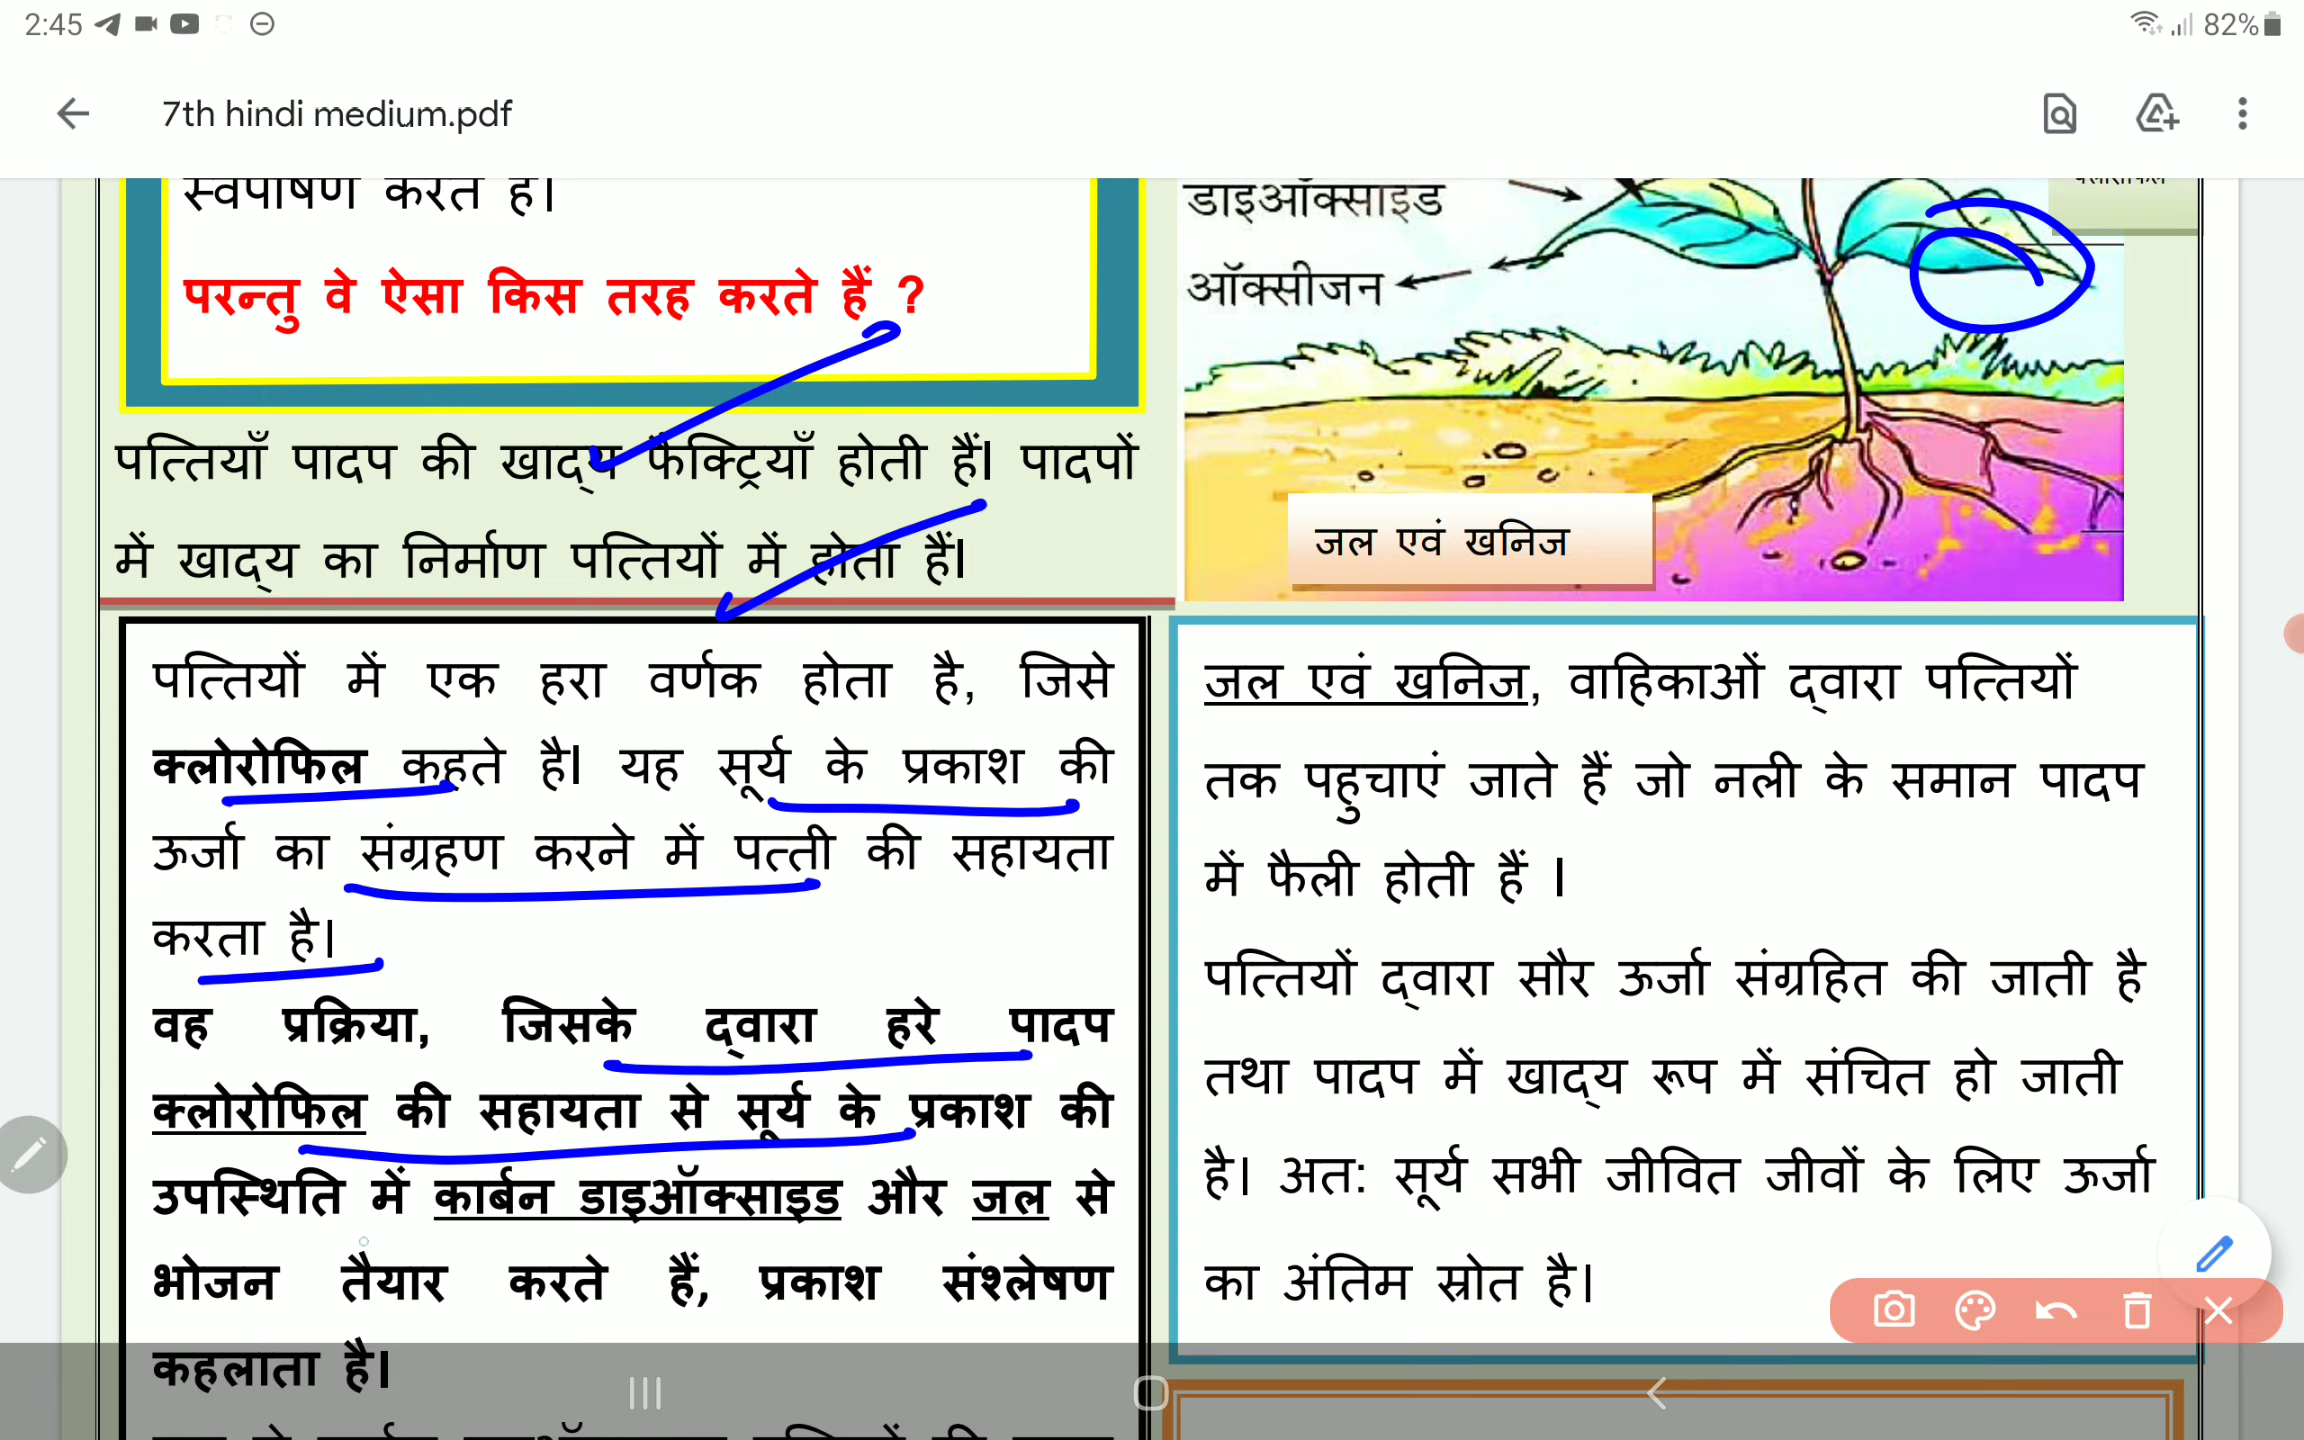 2:45
82%
7th hindi medium.pdf
स्वपोषण करते हैं।
परन्तु वे ऐसा किस तरह करते हैं ?
पत्तियाँ पादप की खाद्य फैक्ट्रियाँ होती हैं। पादपों
में खाद्य का निर्माण पत्तियों में होता हैं।
डाइऑक्साइड
ऑक्सीजन
जल एवं खनिज
पत्तियों में एक हरा वर्णक होता है, जिसे
क्लोरोफिल कहते है। यह सूर्य के प्रकाश की
ऊर्जा का संग्रहण करने में पत्ती की सहायता
करता है।
वह प्रक्रिया, जिसके द्वारा हरे पादप
क्लोरोफिल की सहायता से सूर्य के प्रकाश की
उपस्थिति में कार्बन डाइऑक्साइड और जल से
भोजन तैयार करते हैं, प्रकाश संश्लेषण
कहलाता है।
जल एवं खनिज, वाहिकाओं द्वारा पत्तियों
तक पहुचाएं जाते हैं जो नली के समान पादप
में फैली होती हैं ।
पत्तियों द्वारा सौर ऊर्जा संग्रहित की जाती है
तथा पादप में खाद्य रूप में संचित हो जाती
है। अत: सूर्य सभी जीवित जीवों के लिए ऊर्जा
का अंतिम स्रोत है।